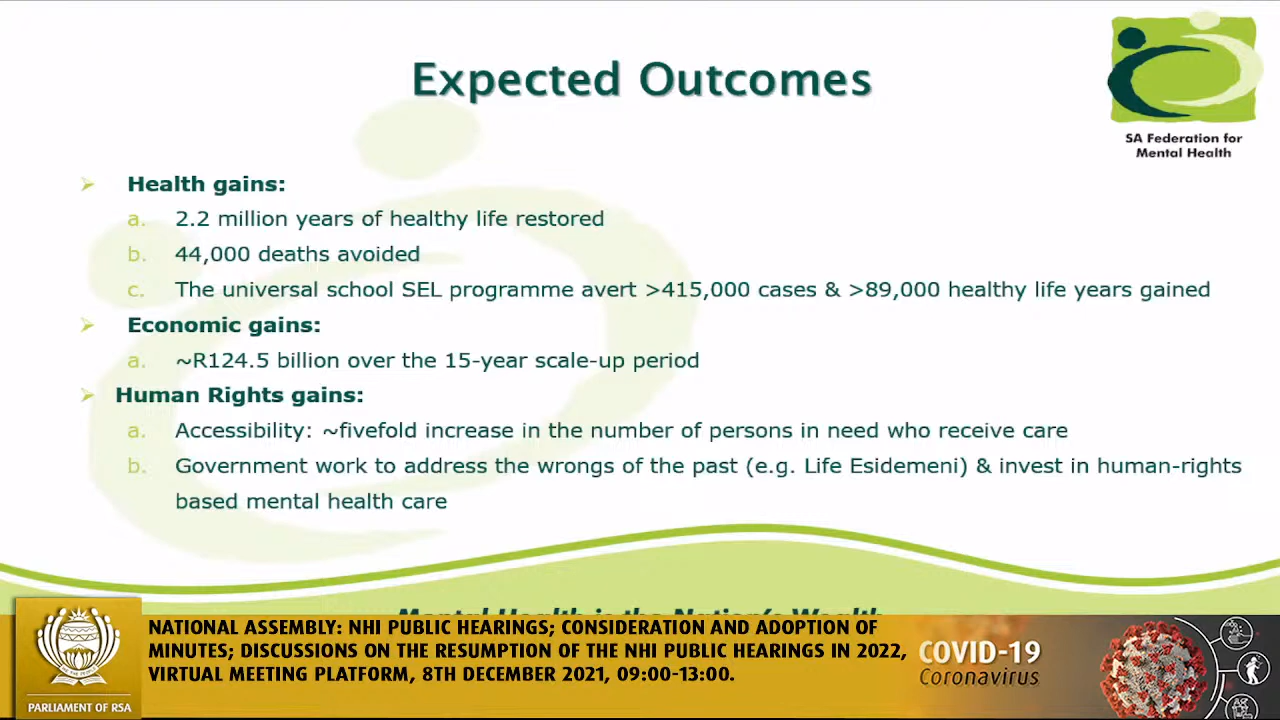 Expected Outcomes
SA Federation for
Mental Health
Health gains:
a. 2.2 million years of healthy life restored
b. 44,000 deaths avoided
c. The universal school SEL programme avert >415,000 cases & >89,000 healthy life years gained
Economic gains:
a. ~R124.5 billion over the 15-year scale-up period
Human Rights gains:
a. Accessibility: ~fivefold increase in the number of persons in need who receive care
b. Government work to address the wrongs of the past (e.g. Life Esidemeni) & invest in human-rights
based mental health care
Mental Health is the Nation's Wealth
NATIONAL ASSEMBLY: NHI PUBLIC HEARINGS; CONSIDERATION AND ADOPTION OF
MINUTES; DISCUSSIONS ON THE RESUMPTION OF THE NHI PUBLIC HEARINGS IN 2022,
VIRTUAL MEETING PLATFORM, 8TH DECEMBER 2021, 09:00-13:00.
PARLIAMENT OF RSA
COVID-19
Coronavirus